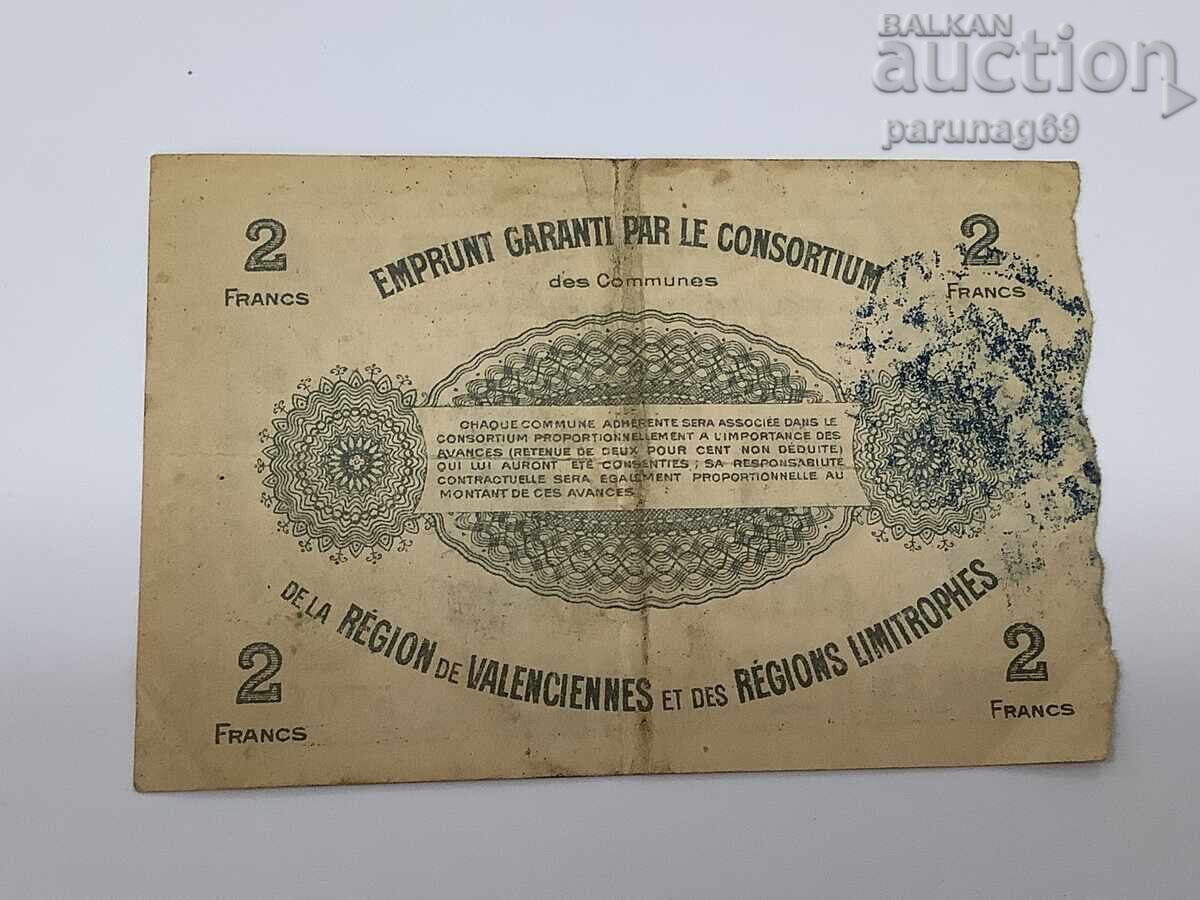 BALKAN
auction
parunag69
2
FRANCS
2
FRANCS
EMPRUNT GARANTI PAR LE CONSORTIUM
des Communes
CHAQUE COMMUNE ADHÉRENTE SERA ASSOCIÉE DANS LE
CONSORTIUM PROPORTIONNELLEMENT A L'IMPORTANCE DES
AVANCES (RETENUE DE DEUX POUR CENT NON DÉDUITE)
QUI LUI AURONT ÉTÉ CONSENTIES ; SA RESPONSABILITÉ
CONTRACTUELLE SERA ÉGALEMENT PROPORTIONNELLE AU
MONTANT DE CES AVANCES
DE LA RÉGION DE VALENCIENNES ET DES RÉGIONS LIMITROPHES
2
FRANCS
2
FRANCS